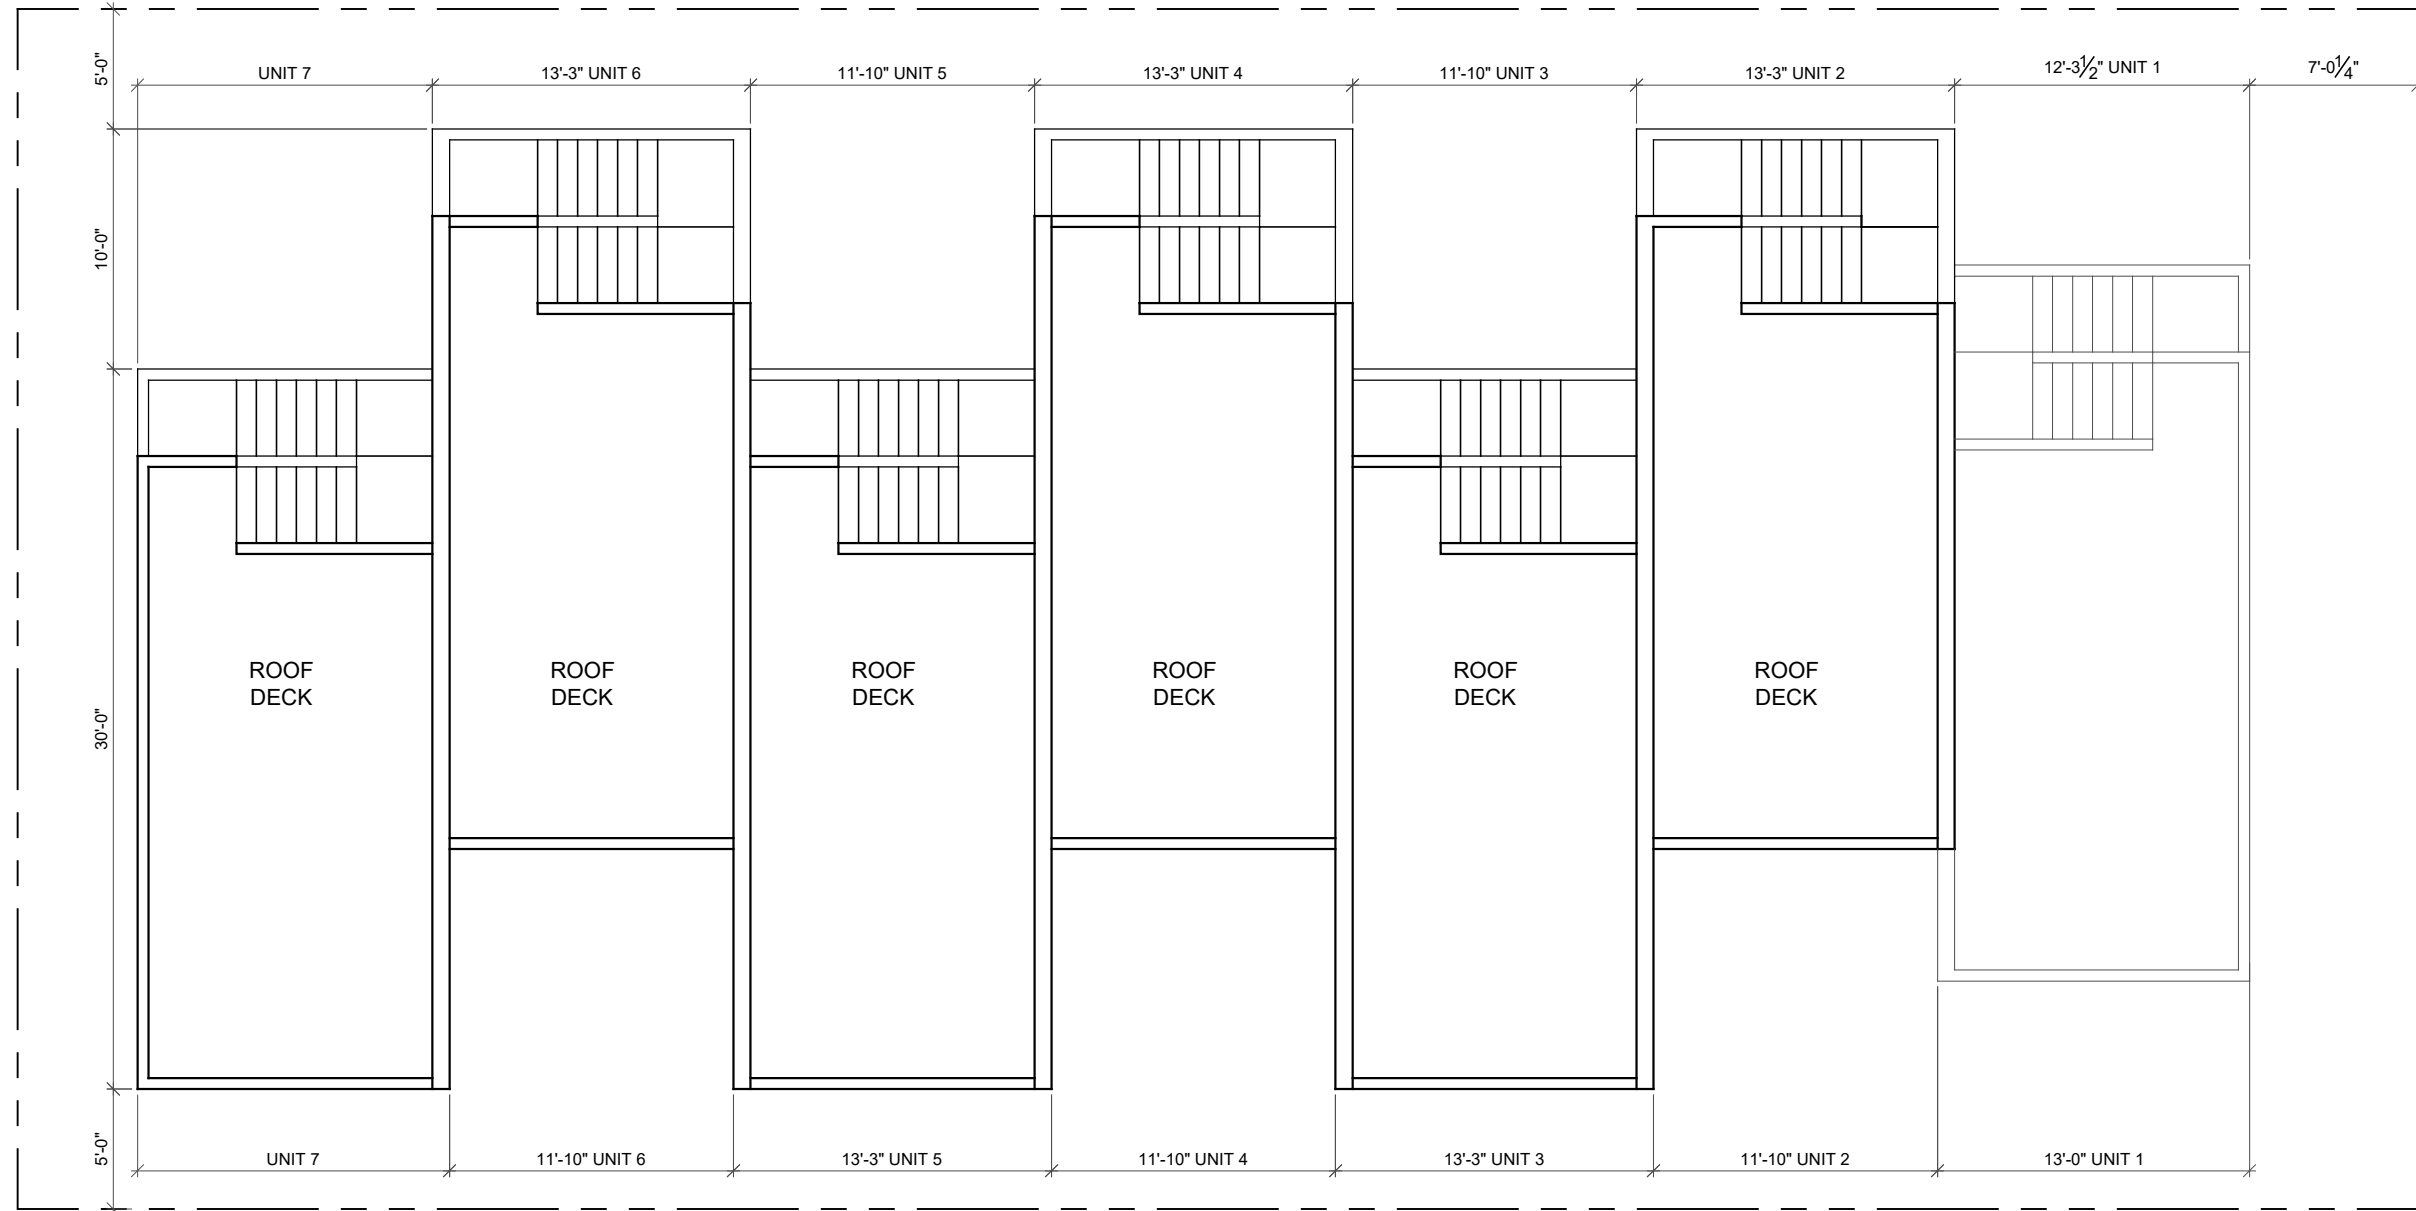 5'-0"
UNIT 7
13'-3" UNIT 6
11'-10" UNIT 5
13'-3" UNIT 4
11'-10" UNIT 3
13'-3" UNIT 2
12'-3½" UNIT 1
7'-0¼"
10'-0"
ROOF
DECK
ROOF
DECK
ROOF
DECK
ROOF
DECK
ROOF
DECK
ROOF
DECK
30'-0"
5'-0"
UNIT 7
11'-10" UNIT 6
13'-3" UNIT 5
11'-10" UNIT 4
13'-3" UNIT 3
11'-10" UNIT 2
13'-0" UNIT 1